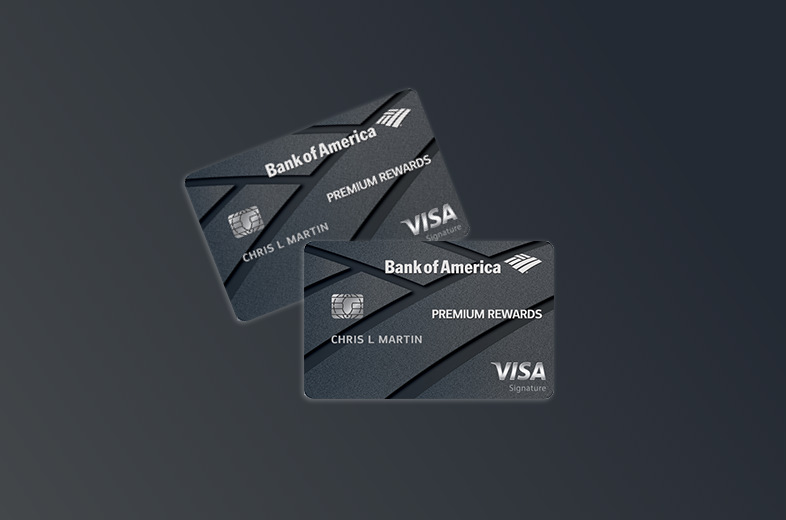 Bank of America
PREMIUM REWARDS
CHRIS L MARTIN
VISA
Signature
Bank of America
PREMIUM REWARDS
CHRIS L MARTIN
VISA
Signature